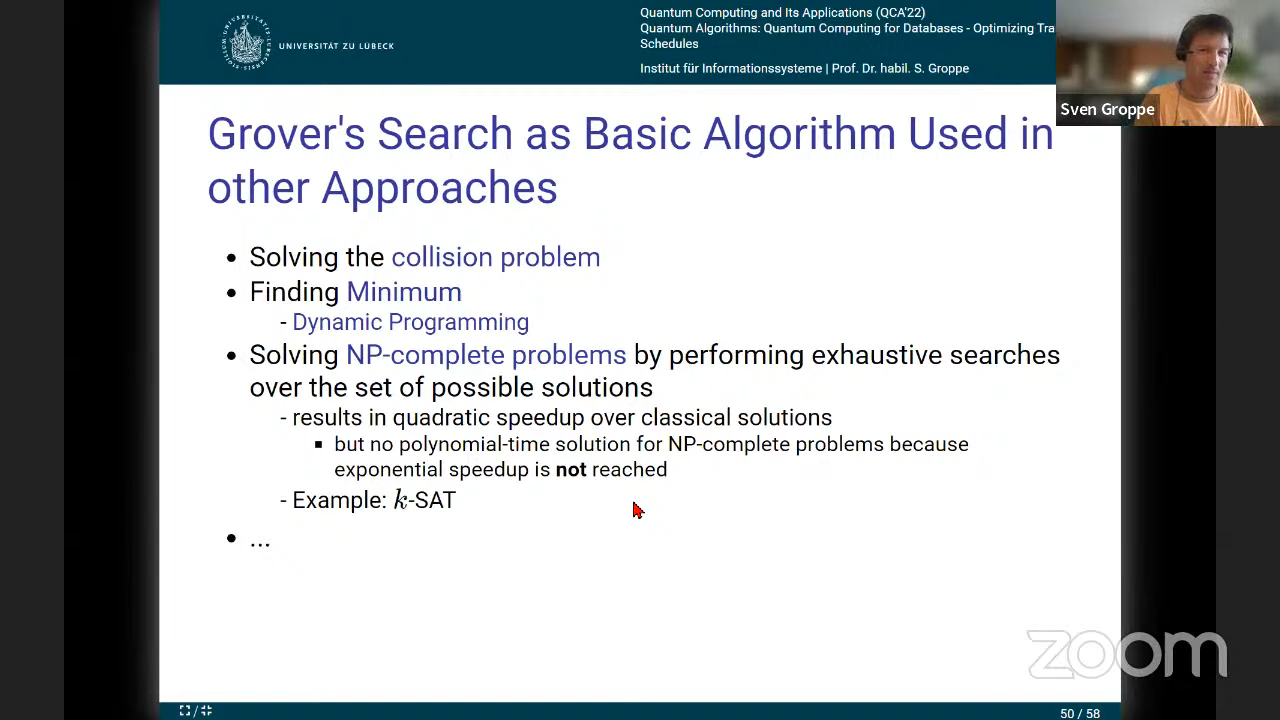 UNIVERSITÄT ZU LÜBECK
Quantum Computing and Its Applications (QCA'22)
Quantum Algorithms: Quantum Computing for Databases - Optimizing Tra
Schedules
Institut für Informationssysteme | Prof. Dr. habil. S. Groppe
Sven Groppe
Grover's Search as Basic Algorithm Used in
other Approaches
• Solving the collision problem
• Finding Minimum
- Dynamic Programming
• Solving NP-complete problems by performing exhaustive searches
over the set of possible solutions
- results in quadratic speedup over classical solutions
▪ but no polynomial-time solution for NP-complete problems because
exponential speedup is not reached
- Example: k-SAT
• ...
zoom
50 / 58